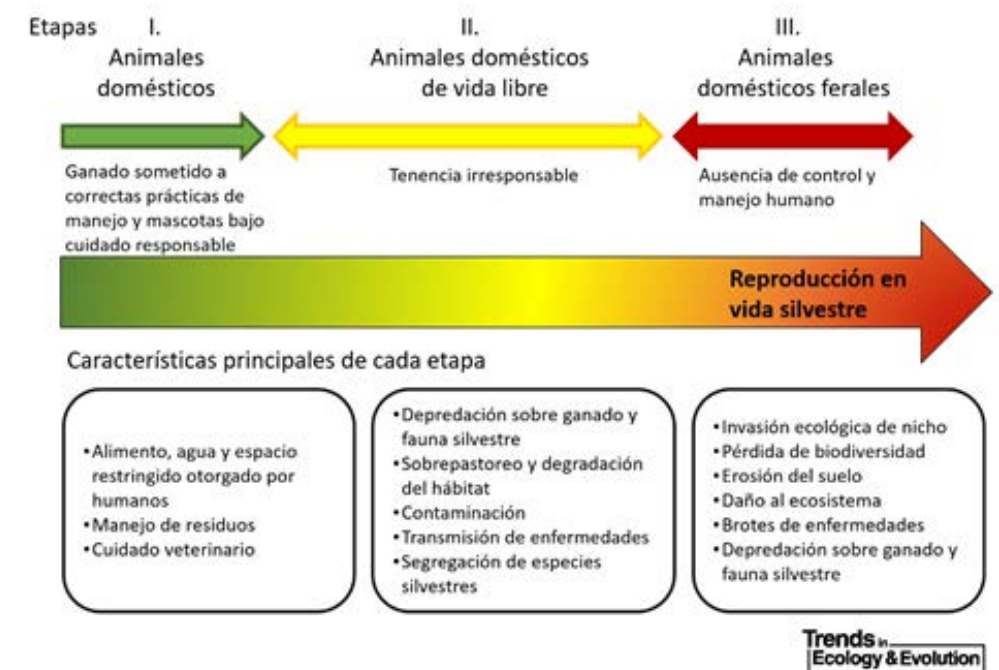 Etapas
I.
Animales
domésticos
II.
Animales domésticos
de vida libre
III.
Animales
domésticos ferales
Ganado sometido a
correctas prácticas de
manejo y mascotas bajo
cuidado responsable
Tenencia irresponsable
Ausencia de control y
manejo humano
Reproducción en
vida silvestre
Características principales de cada etapa
•Alimento, agua y espacio
restringido otorgado por
humanos
•Manejo de residuos
•Cuidado veterinario
•Depredación sobre ganado y
fauna silvestre
•Sobrepastoreo y degradación
del hábitat
•Contaminación
•Transmisión de enfermedades
•Segregación de especies
silvestres
•Invasión ecológica de nicho
•Pérdida de biodiversidad
•Erosión del suelo
•Daño al ecosistema
•Brotes de enfermedades
•Depredación sobre ganado y
fauna silvestre
Trends in
Ecology & Evolution